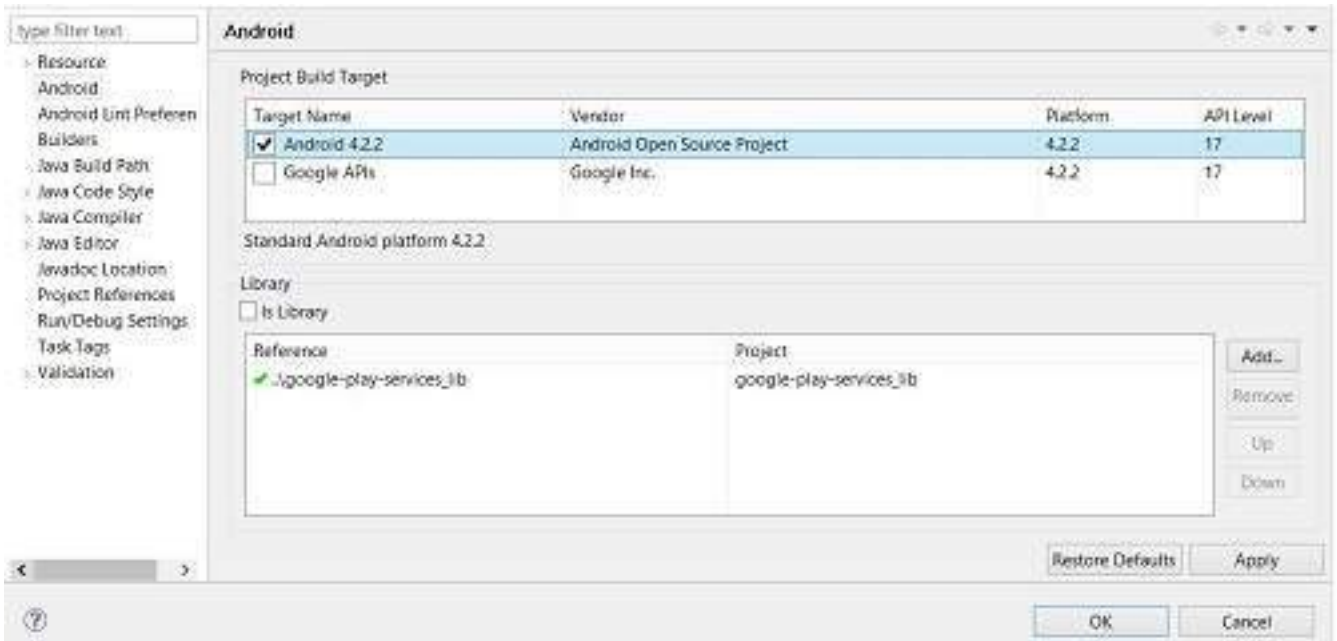 type filter text
Resource
Android
Android Lint Preferen
Builders
Java Build Path
Java Code Style
Java Compiler
Java Editor
Javadoc Location
Project References
Run/Debug Settings
Task Tags
Validation
Android
Project Build Target
Target Name Vendor Platform API Level
Android 4.2.2 Android Open Source Project 4.2.2 17
Google APIs Google Inc. 4.2.2 17
Standard Android platform 4.2.2
Library
Is Library
Reference Project
..\google-play-services_lib google-play-services_lib
Add...
Remove
Up
Down
Restore Defaults Apply
OK Cancel